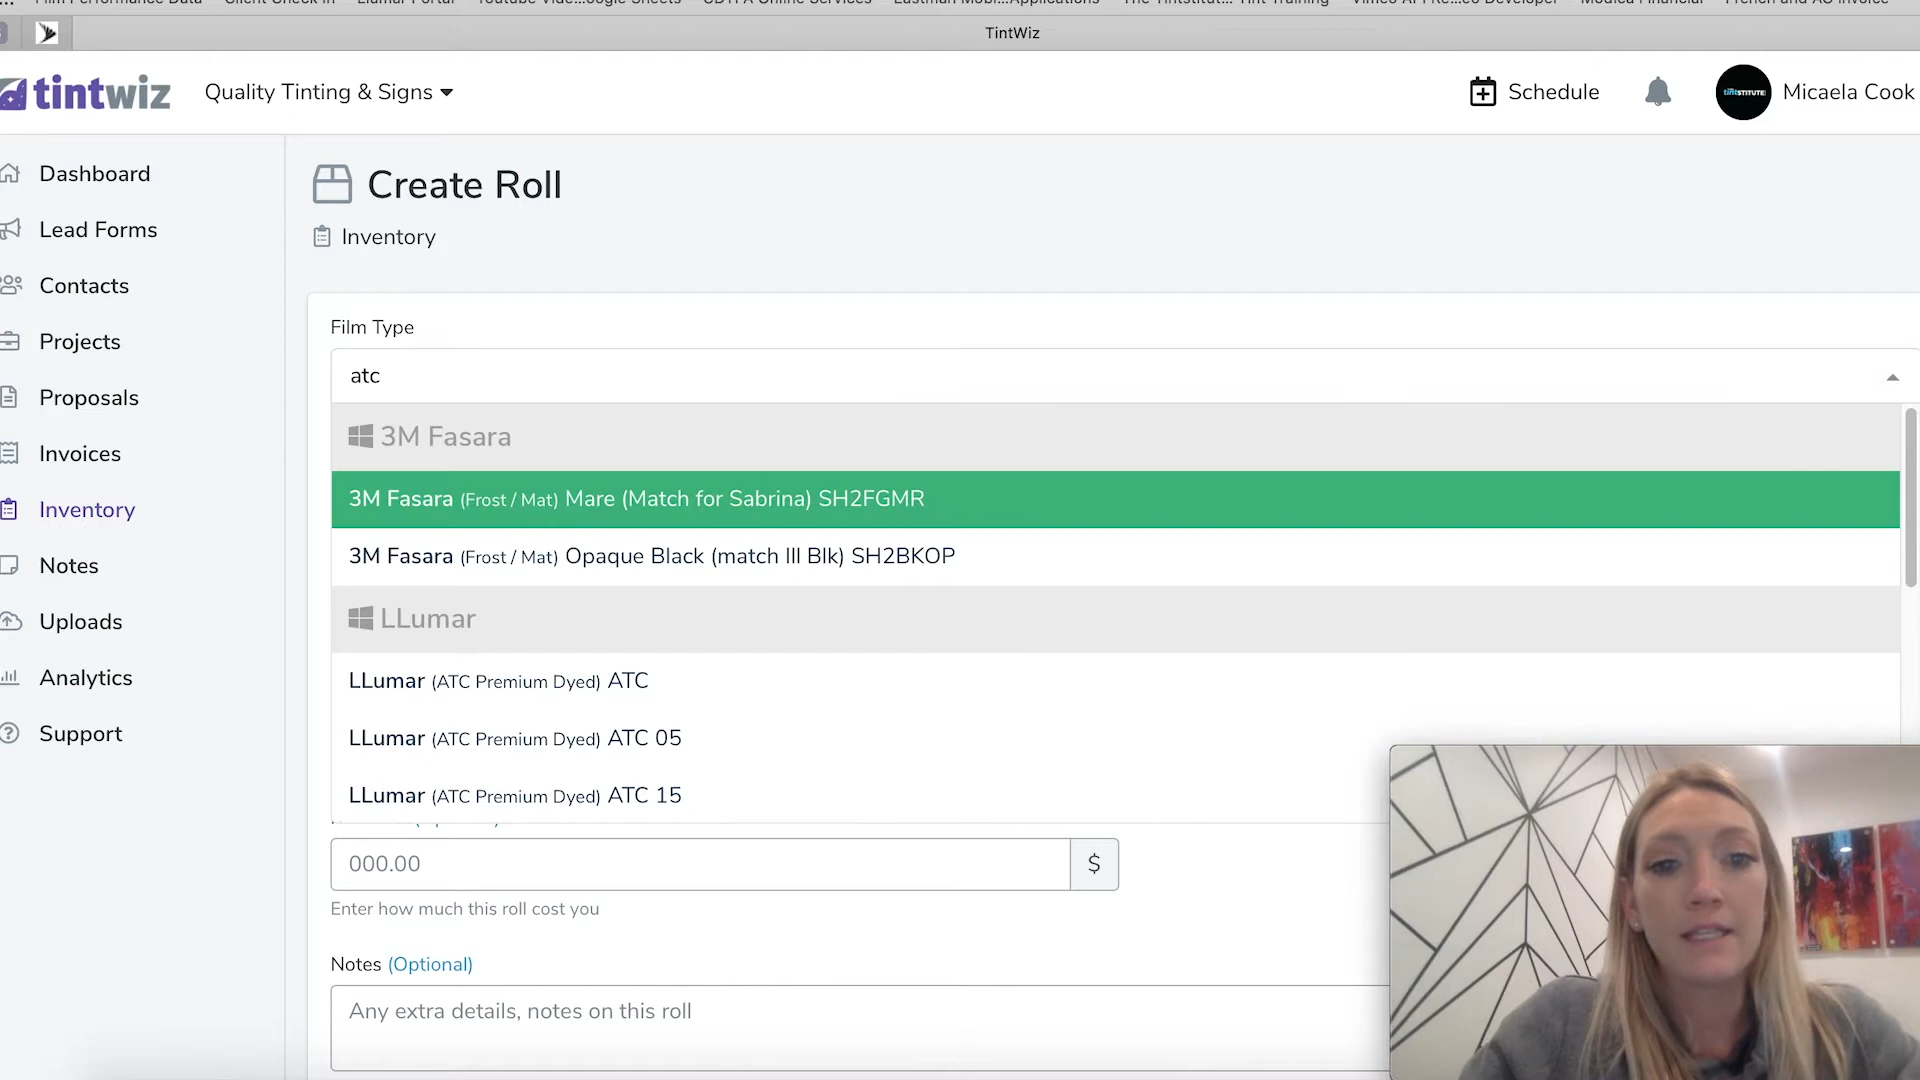 TintWiz
tintwiz
Quality Tinting & Signs
Schedule
TINTSTITUTE
Micaela Cook
Dashboard
Lead Forms
Contacts
Projects
Proposals
Invoices
Inventory
Notes
Uploads
Analytics
Support
Create Roll
Inventory
Film Type
atc
3M Fasara
3M Fasara (Frost / Mat) Mare (Match for Sabrina) SH2FGMR
3M Fasara (Frost / Mat) Opaque Black (match Ill Blk) SH2BKOP
LLumar
LLumar (ATC Premium Dyed) ATC
LLumar (ATC Premium Dyed) ATC 05
LLumar (ATC Premium Dyed) ATC 15
000.00
$
Enter how much this roll cost you
Notes (Optional)
Any extra details, notes on this roll